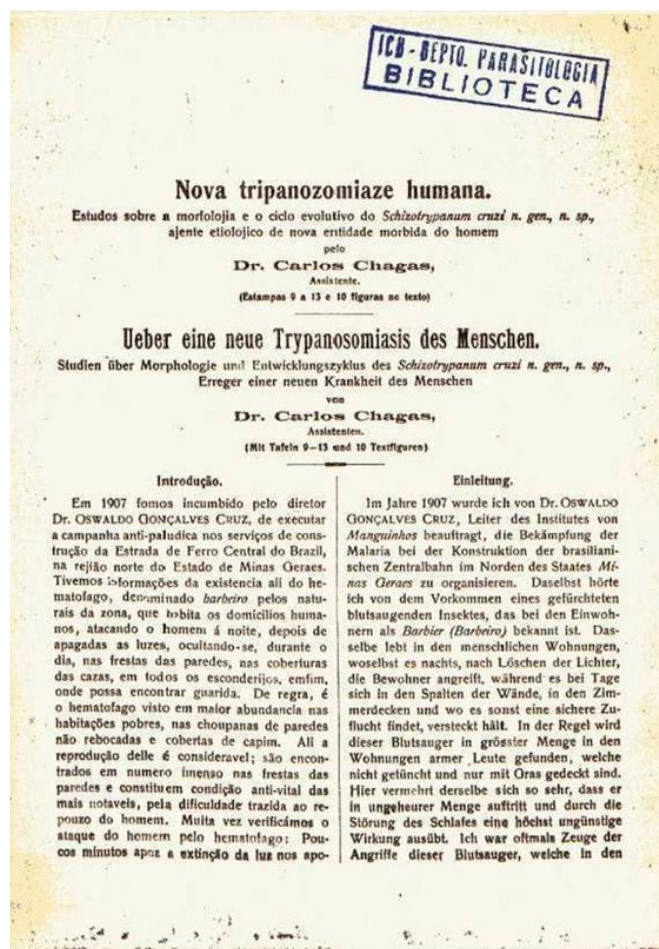 ICB - DEPTO. PARASITOLOGIA
BIBLIOTECA
Nova tripanozomiaze humana.
Estudos sobre a morfolojia e o ciclo evolutivo do Schizotrypanum cruzi n. gen., n. sp.,
ajente etiolojico de nova entidade morbida do homem
pelo
Dr. Carlos Chagas,
Assistente.
(Estampas 9 a 13 e 10 figuras no texto)
Ueber eine neue Trypanosomiasis des Menschen.
Studien über Morphologie und Entwicklungszyklus des Schizotrypanum cruzi n. gen., n. sp.,
Erreger einer neuen Krankheit des Menschen
von
Dr. Carlos Chagas,
Assistenten.
(Mit Tafeln 9—13 und 10 Textfiguren)
Introdução.
Em 1907 fomos incumbido pelo diretor
Dr. OSWALDO GONÇALVES CRUZ, de executar
a campanha anti-paludica nos serviços de cons-
trução da Estrada de Ferro Central do Brazil,
na rejião norte do Estado de Minas Geraes.
Tivemos informações da existencia ali do he-
matofago, denominado barbeiro pelos natu-
rais da zona, que habita os domicilios huma-
nos, atacando o homem á noite, depois de
apagadas as luzes, ocultando-se, durante o
dia, nas frestas das paredes, nas coberturas
das cazas, em todos os esconderijos, emfim,
onde possa encontrar guarida. De regra, é
o hematofago visto em maior abundancia nas
habitações pobres, nas choupanas de paredes
não rebocadas e cobertas de capim. Ali a
reprodução delle é consideravel; são encon-
trados em numero imenso nas frestas das
paredes e constituem condição anti-vital das
mais notaveis, pela dificuldade trazida ao re-
pouzo do homem. Muita vez verificámos o
ataque do homem pelo hematofago: Pou-
cos minutos apoz a extinção da luz nos apo-
Einleitung.
Im Jahre 1907 wurde ich von Dr. OSWALDO
GONÇALVES CRUZ, Leiter des Institutes von
Manguinhos beauftragt, die Bekämpfung der
Malaria bei der Konstruktion der brasiliani-
schen Zentralbahn im Norden des Staates Mi-
nas Geraes zu organisieren. Daselbst hörte
ich von dem Vorkommen eines gefürchteten
blutsaugenden Insektes, das bei den Einwoh-
nern als Barbier (Barbeiro) bekannt ist. Das-
selbe lebt in den menschlichen Wohnungen,
woselbst es nachts, nach Löschen der Lichter,
die Bewohner angreift, während es bei Tage
sich in den Spalten der Wände, in den Zim-
merdecken und wo es sonst eine sichere Zu-
flucht findet, versteckt hält. In der Regel wird
dieser Blutsauger in grösster Menge in den
Wohnungen armer Leute gefunden, welche
nicht getüncht und nur mit Gras gedeckt sind.
Hier vermehrt derselbe sich so sehr, dass er
in ungeheurer Menge auftritt und durch die
Störung des Schlafes eine höchst ungünstige
Wirkung ausübt. Ich war oftmals Zeuge der
Angriffe dieser Blutsauger, welche in den